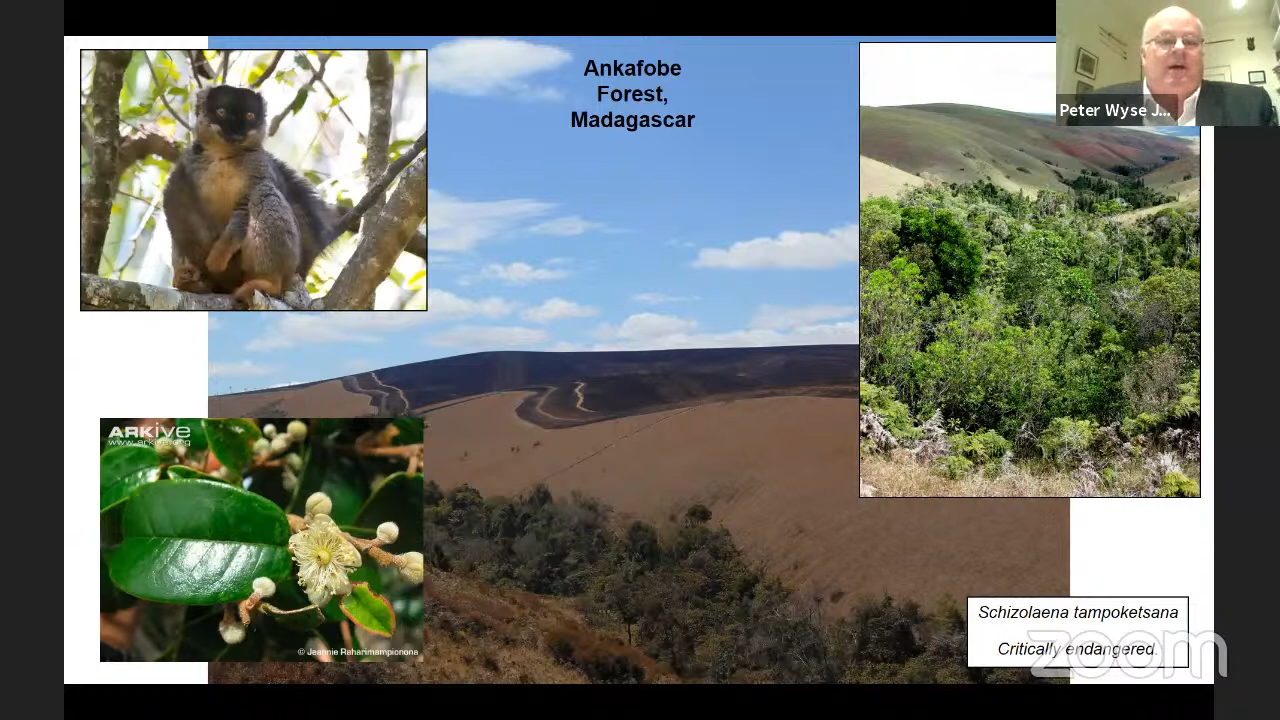 Ankafobe
Forest,
Madagascar
Peter Wyse J...
ARKive
www.arkive.org
© Jeannie Raharimampionona
Schizolaena tampoketsana
Critically endangered.
zoom